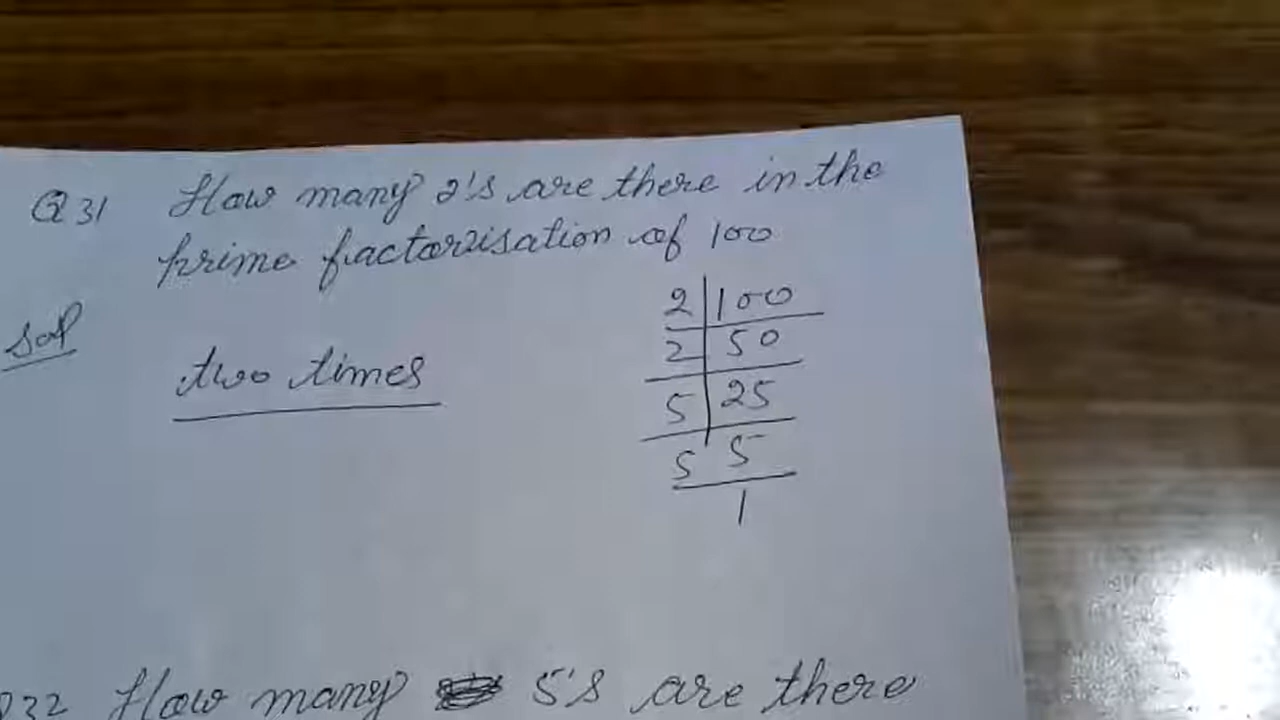 Q31 How many 2's are there in the
prime factorisation of 100
Sol
two times
2 | 100
2 | 50
5 | 25
5 5
1
Q32 How many 5's are there